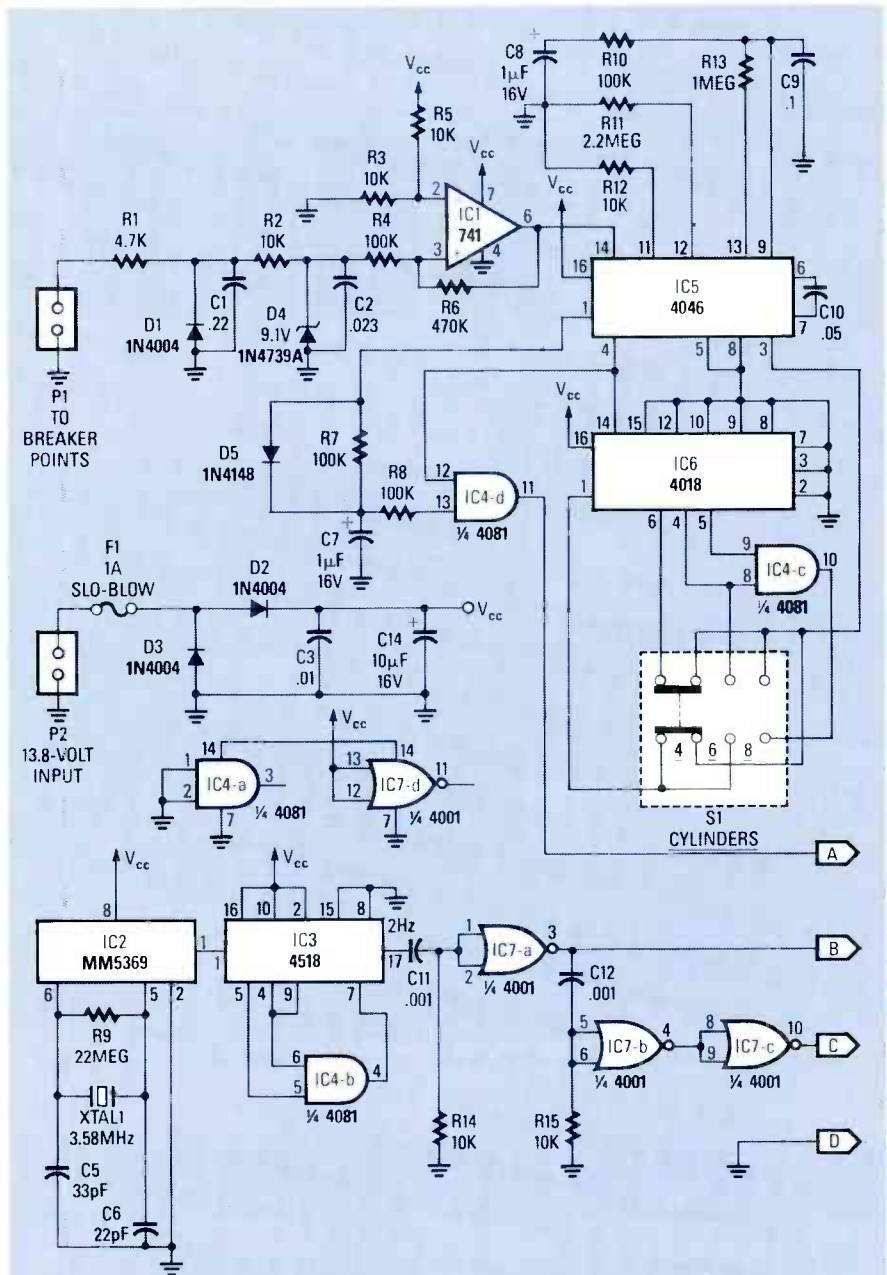 C8
1µF
16V
R10
100K
R13
1MEG
C9
.1
R11
2.2MEG
R12
10K
Vcc
Vcc
R5
10K
Vcc
R3
10K
2
7
IC1
741
6
R4
100K
3
4
R6
470K
R1
4.7K
R2
10K
D1
1N4004
C1
.22
D4
9.1V
1N4739A
C2
.023
P1
TO
BREAKER
POINTS
14
11
12
13
9
16
1
IC5
4046
6
7
C10
.05
4
5
8
3
D5
1N4148
R7
100K
R8
100K
C7
1µF
16V
12
13
IC4-d
11
¼ 4081
Vcc
14
15
12
10
9
8
16
1
IC6
4018
7
3
2
6
4
5
9
8
IC4-c
10
¼ 4081
F1
1A
SLO-BLOW
D2
1N4004
Vcc
D3
1N4004
C3
.01
C14
10µF
16V
P2
13.8-VOLT
INPUT
4
6
8
S1
CYLINDERS
Vcc
14
1
2
IC4-a
3
7
¼ 4081
14
13
12
IC7-d
11
7
¼ 4001
A
Vcc
8
IC2
MM5369
1
6
5
2
Vcc
16
10
2
15
8
1
IC3
4518
2Hz
17
5
4
9
7
C11
.001
1
2
IC7-a
3
¼ 4001
B
C12
.001
5
6
IC7-b
4
¼ 4001
8
9
IC7-c
10
¼ 4001
C
R9
22MEG
XTAL1
3.58MHz
C5
33pF
C6
22pF
6
5
IC4-b
4
¼ 4081
R14
10K
R15
10K
D